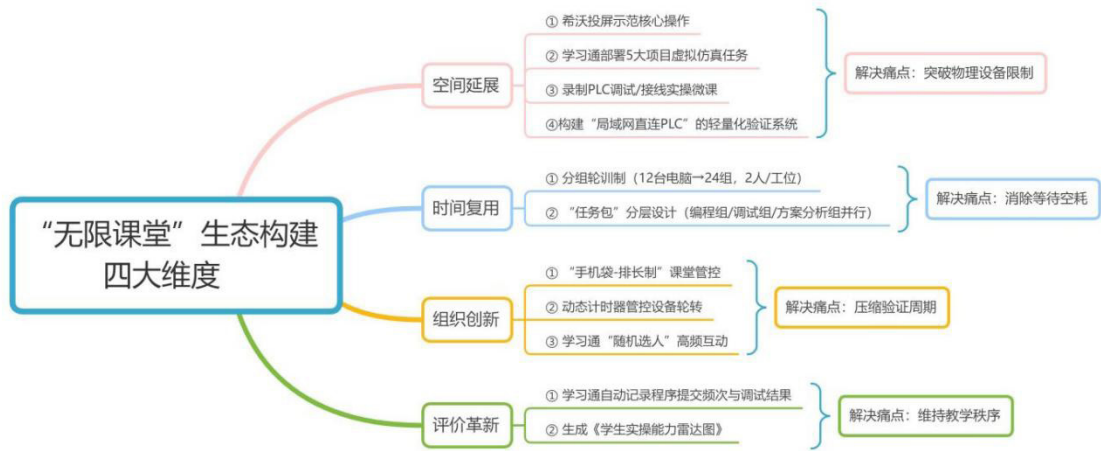 “无限课堂”生态构建
四大维度
空间延展
① 希沃投屏示范核心操作
② 学习通部署5大项目虚拟仿真任务
③ 录制PLC调试/接线实操微课
④构建“局域网直连PLC”的轻量化验证系统
解决痛点：突破物理设备限制
时间复用
① 分组轮训制（12台电脑→24组，2人/工位）
② “任务包”分层设计（编程组/调试组/方案分析组并行）
解决痛点：消除等待空耗
组织创新
① “手机袋-排长制”课堂管控
② 动态计时器管控设备轮转
③ 学习通“随机选人”高频互动
解决痛点：压缩验证周期
评价革新
① 学习通自动记录程序提交频次与调试结果
② 生成《学生实操能力雷达图》
解决痛点：维持教学秩序